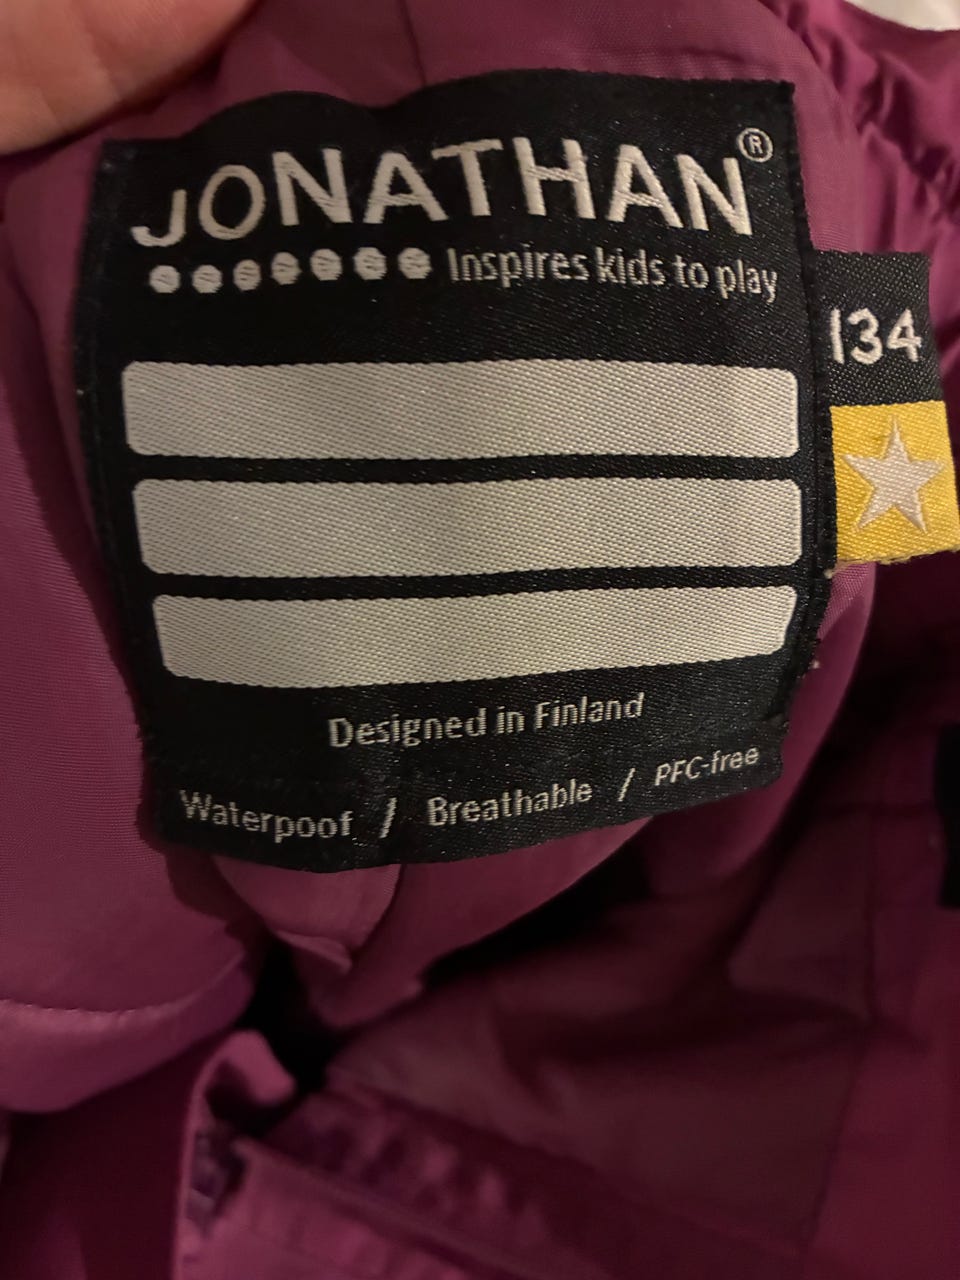 JONATHAN®
Inspires kids to play
134
Designed in Finland
Waterpoof / Breathable / PFC-free